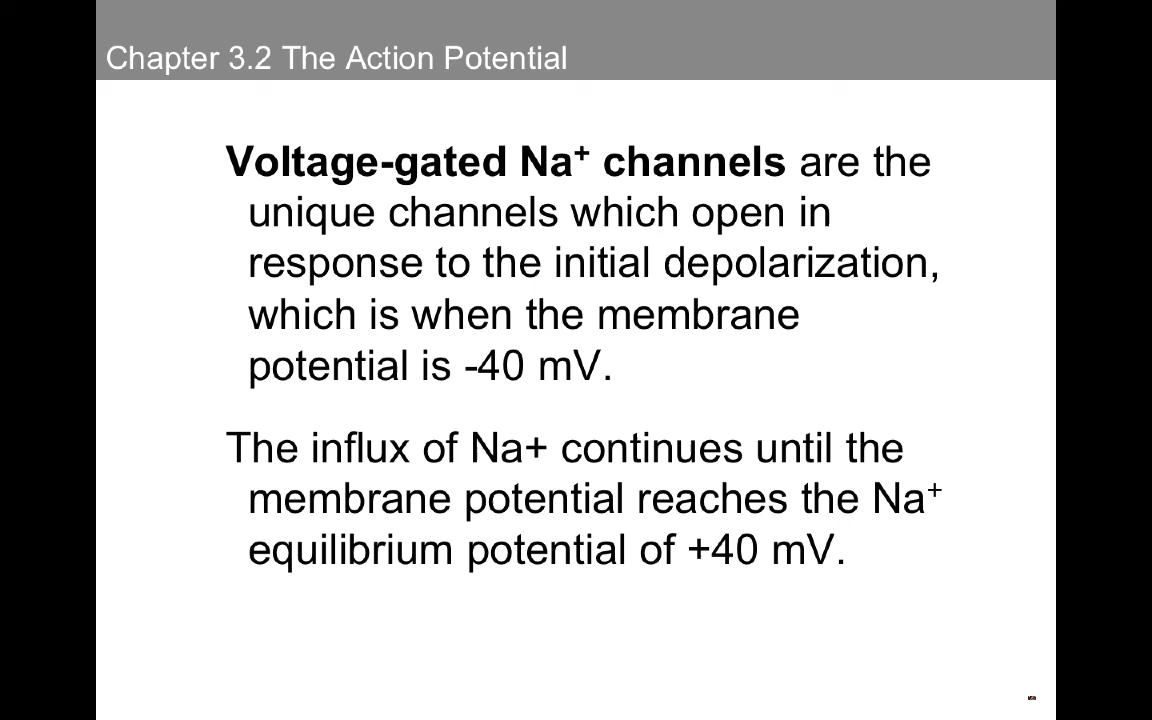 Chapter 3.2 The Action Potential
Voltage-gated Na⁺ channels are the
unique channels which open in
response to the initial depolarization,
which is when the membrane
potential is -40 mV.
The influx of Na+ continues until the
membrane potential reaches the Na⁺
equilibrium potential of +40 mV.